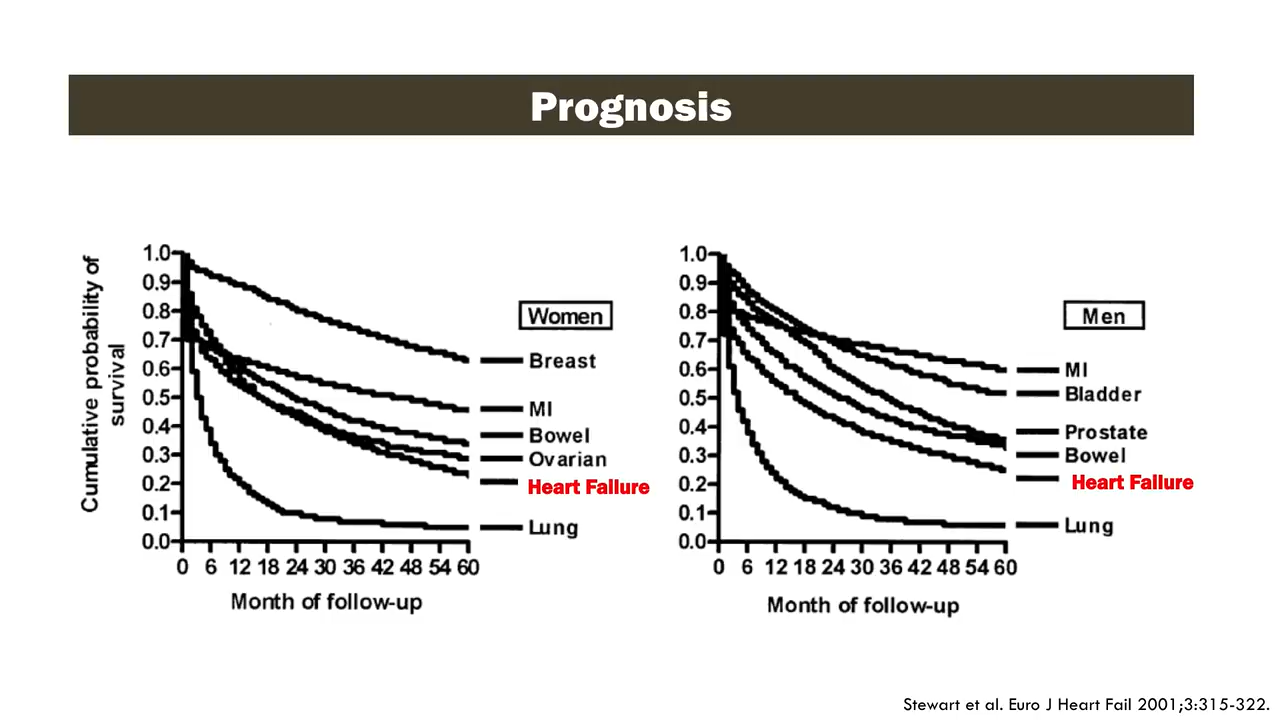 Prognosis
Cumulative probability of
survival
1.0
0.9
0.8
0.7
0.6
0.5
0.4
0.3
0.2
0.1
0.0
0 6 12 18 24 30 36 42 48 54 60
Month of follow-up
Women
Breast
MI
Bowel
Ovarian
Heart Failure
Lung
1.0
0.9
0.8
0.7
0.6
0.5
0.4
0.3
0.2
0.1
0.0
0 6 12 18 24 30 36 42 48 54 60
Month of follow-up
Men
MI
Bladder
Prostate
Bowel
Heart Failure
Lung
Stewart et al. Euro J Heart Fail 2001;3:315-322.